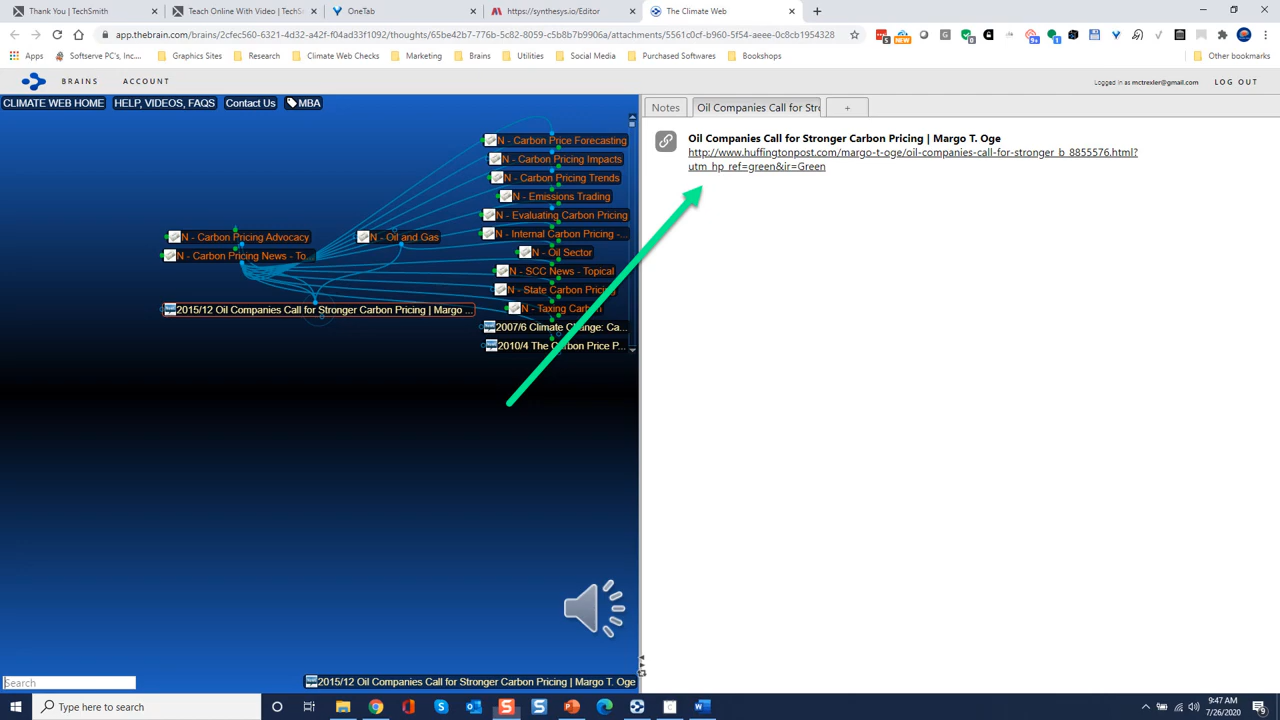 Thank You | TechSmith
Teach Online With Video | TechS
OneTab
https://synthesys.io/Editor
The Climate Web
app.thebrain.com/brains/2cfec560-6321-4d32-a42f-f04ad33f1092/thoughts/65be42b7-776b-5c82-8059-c5b8b7b9906a/attachments/5561c0cf-b960-5f54-aeee-0c8cb1954328
Apps
Softserve PC's, Inc...
Graphics Sites
Research
Climate Web Checks
Marketing
Brains
Utilities
Social Media
Purchased Softwares
Bookshops
Other bookmarks
BRAINS
ACCOUNT
Logged in as mctrexler@gmail.com
LOG OUT
CLIMATE WEB HOME
HELP, VIDEOS, FAQS
Contact Us
MBA
N - Carbon Price Forecasting
N - Carbon Pricing Impacts
N - Carbon Pricing Trends
N - Emissions Trading
N - Evaluating Carbon Pricing
N - Internal Carbon Pricing -...
N - Oil Sector
N - SCC News - Topical
N - State Carbon Pricing
N - Taxing Carbon
2007/6 Climate Change: Ca...
2010/4 The Carbon Price P...
N - Carbon Pricing Advocacy
N - Carbon Pricing News - To...
N - Oil and Gas
2015/12 Oil Companies Call for Stronger Carbon Pricing | Margo ...
Search
2015/12 Oil Companies Call for Stronger Carbon Pricing | Margo T. Oge
Notes
Oil Companies Call for Stro
+
Oil Companies Call for Stronger Carbon Pricing | Margo T. Oge
http://www.huffingtonpost.com/margo-t-oge/oil-companies-call-for-stronger_b_8855576.html?
utm_hp_ref=green&ir=Green
Type here to search
9:47 AM
7/26/2020